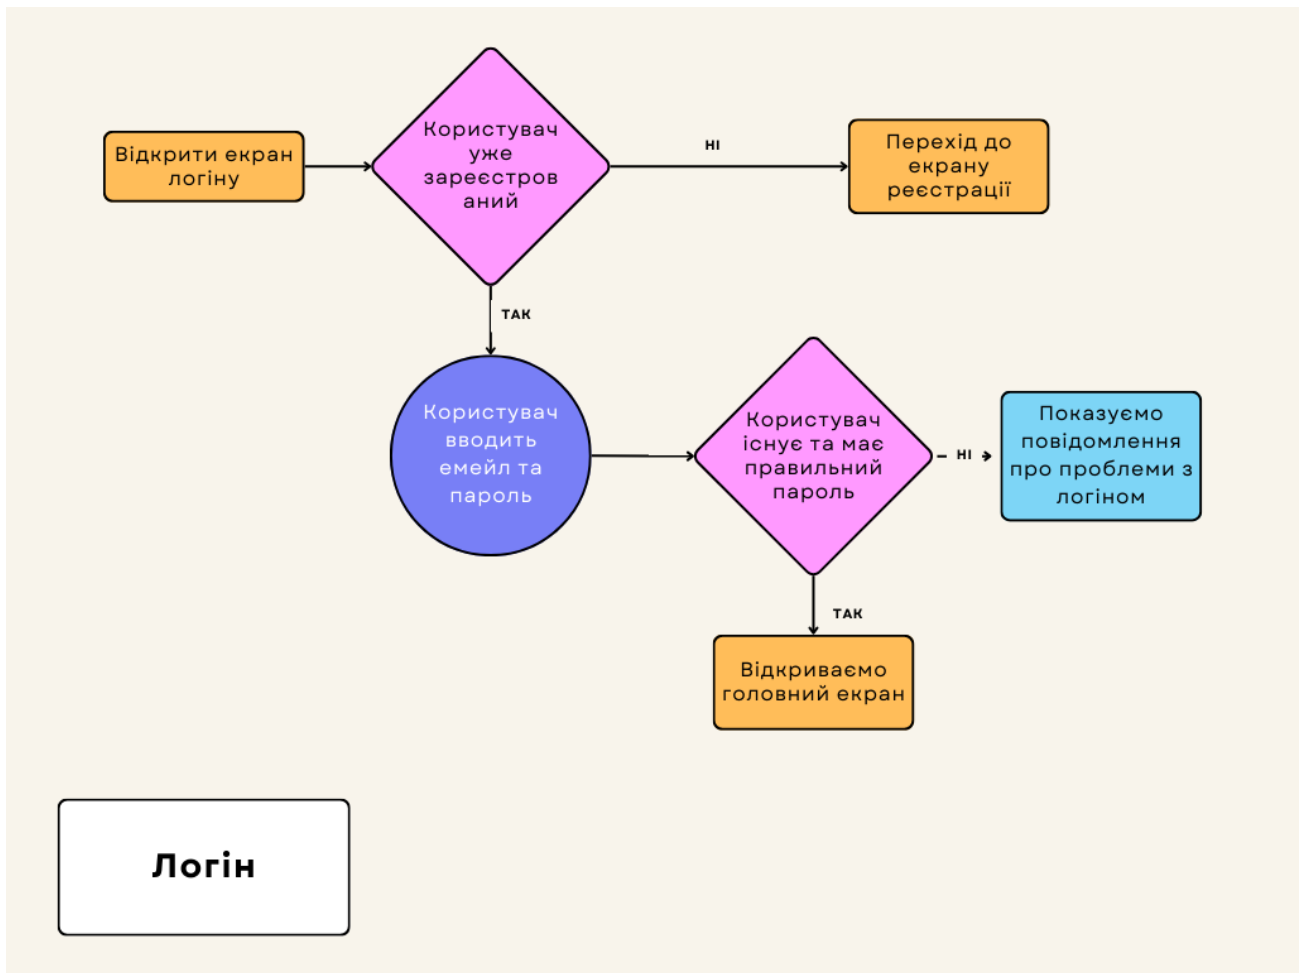 Відкрити екран
логіну
Користувач
уже
зареєстров
аний
НІ
Перехід до
екрану
реєстрації
ТАК
Користувач
вводить
емейл та
пароль
Користувач
існує та має
правильний
пароль
НІ
Показуємо
повідомлення
про проблеми з
логіном
ТАК
Відкриваємо
головний екран
Логін